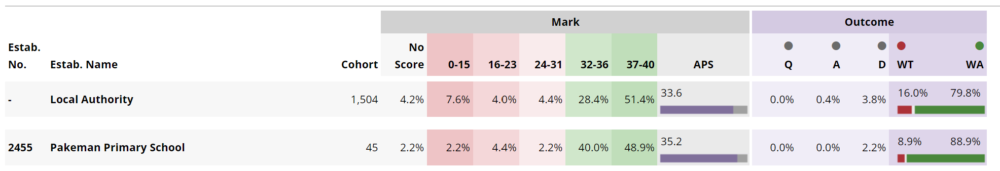 Mark Outcome
Estab. No
No. Estab. Name Cohort Score 0-15 16-23 24-31 32-36 37-40 APS Q A D WT WA
- Local Authority 1,504 4.2% 7.6% 4.0% 4.4% 28.4% 51.4% 33.6 0.0% 0.4% 3.8% 16.0% 79.8%
2455 Pakeman Primary School 45 2.2% 2.2% 4.4% 2.2% 40.0% 48.9% 35.2 0.0% 0.0% 2.2% 8.9% 88.9%